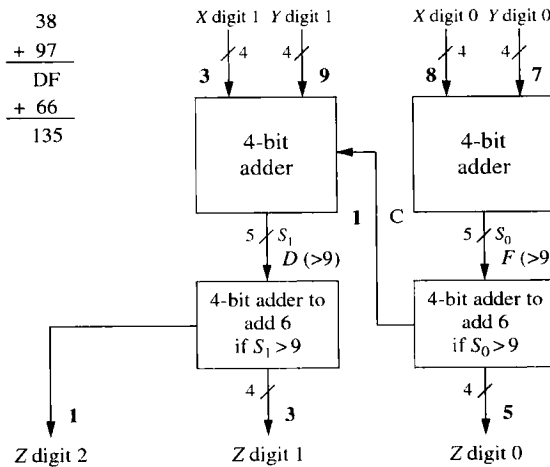 38
+ 97
DF
+ 66
135
X digit 1 Y digit 1 X digit 0 Y digit 0
4 4 4 4
3 9 8 7
4-bit
adder
4-bit
adder
1 C
5 S1 5 S0
D (>9) F (>9
4-bit adder to
add 6
if S1 > 9
4-bit adder to
add 6
if S0 > 9
4 4
1 3 5
Z digit 2 Z digit 1 Z digit 0